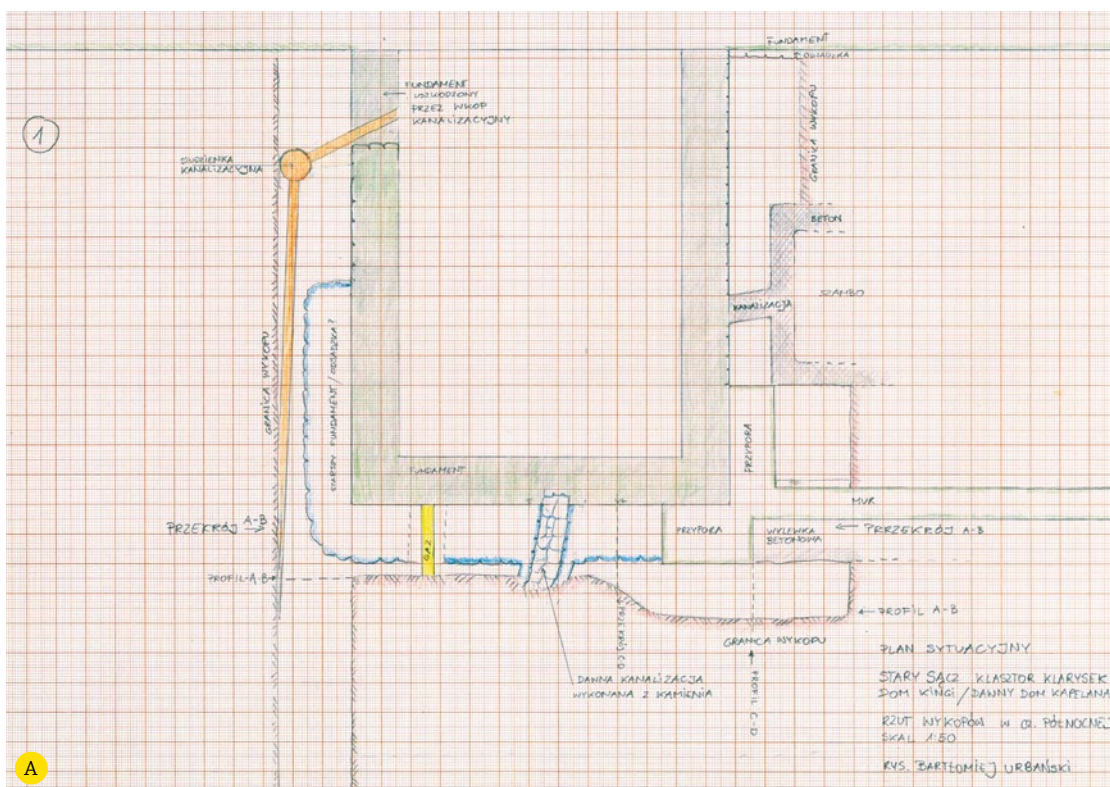 FUNDAMENT
ODSADZKA
FUNDAMENT
USZKODZONY
PRZEZ WKOP
KANALIZACYJNY
GRANICA WYKOPU
1
STUDZIENKA
KANALIZACYJNA
BETON
SZAMBO
KANALIZACJA
GRANICA WYKOPU
STARSZY FUNDAMENT/ODSADZKA?
PRZYPORA
FUNDAMENT
MUR
PRZEKRÓJ A-B
GAZ
PRZYPORA
WYLEWKA
BETONOWA
PRZEKRÓJ A-B
PROFIL A-B
PRZEKRÓJ C-D
PROFIL A-B
GRANICA WYKOPU
DAWNA KANALIZACJA
WYKONANA Z KAMIENIA
PROFIL C-D
PLAN SYTUACYJNY
STARY SĄCZ KLASZTOR KLARYSEK
DOM KINGI/DAWNY DOM KAPELANA
RZUT WYKOPÓW W CZ. PÓŁNOCNEJ
SKAL 1:50
RYS. BARTŁOMIEJ URBAŃSKI
A